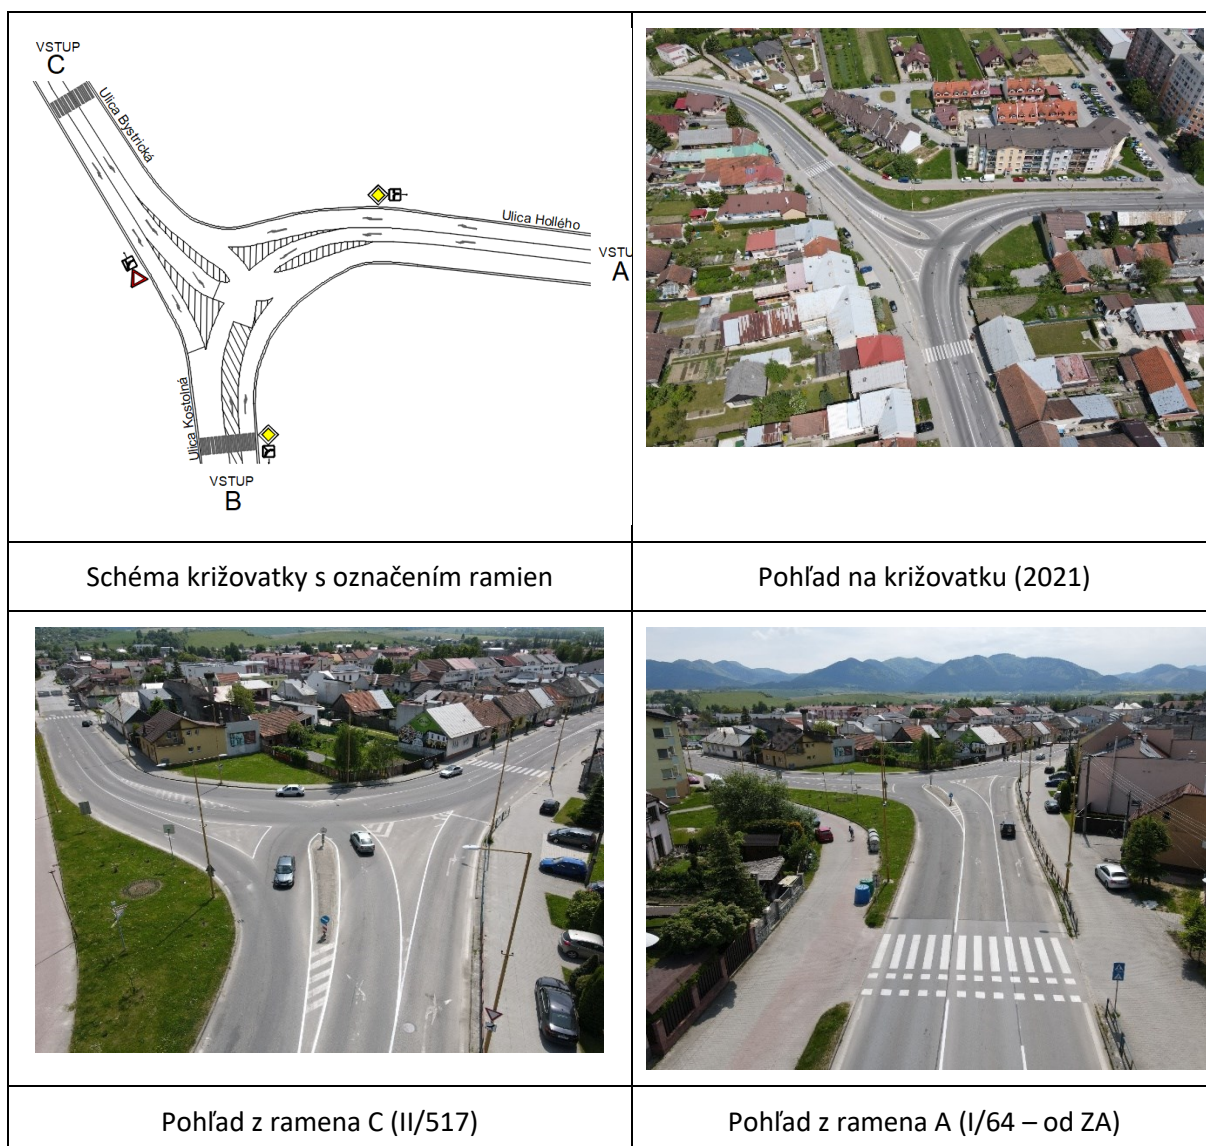 VSTUP
C
Ulica Bystrická
Ulica Hollého
VSTU
A
Ulica Kostolná
VSTUP
B
Schéma križovatky s označením ramien
Pohľad na križovatku (2021)
Pohľad z ramena C (II/517)
Pohľad z ramena A (I/64 – od ZA)